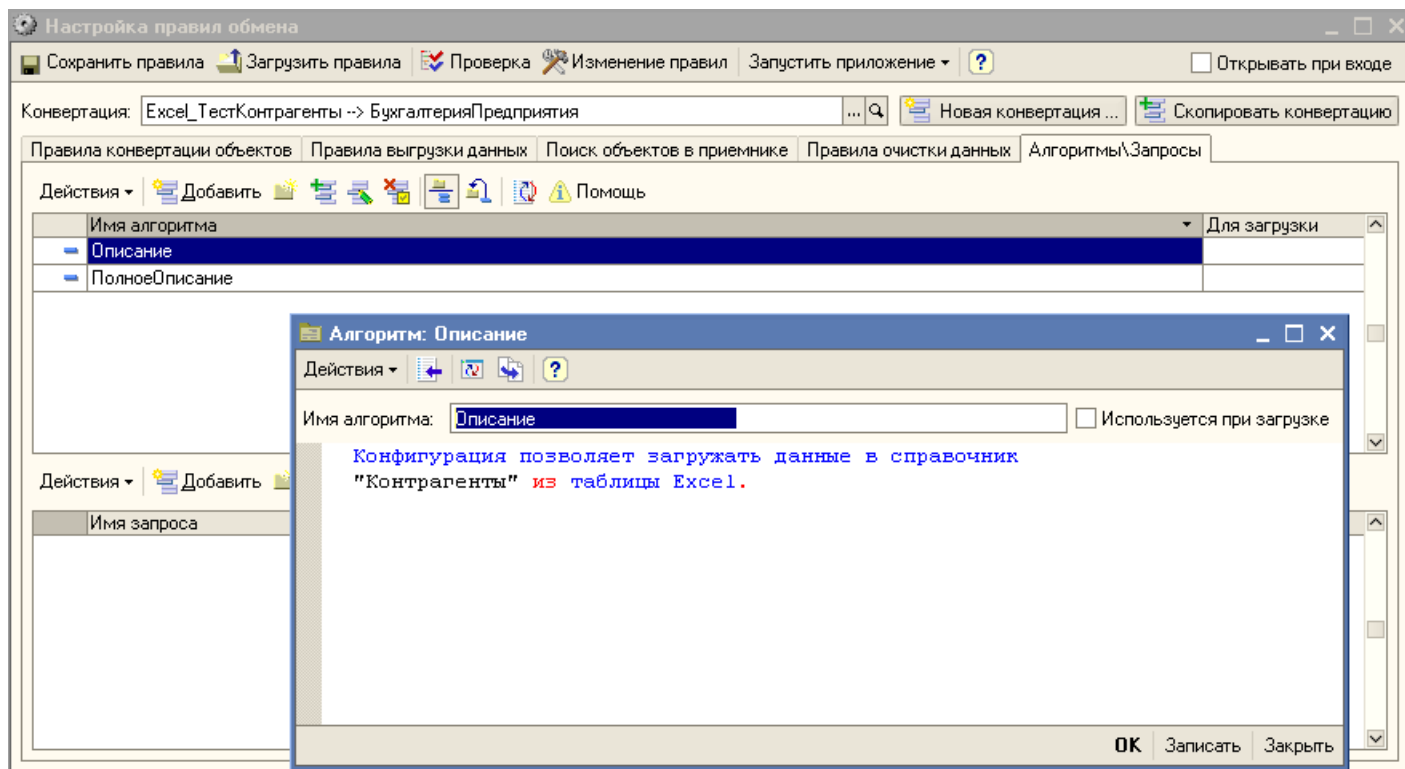 Настройка правил обмена
Сохранить правила Загрузить правила Проверка Изменение правил Запустить приложение ? Открывать при входе
Конвертация: Excel_ТестКонтрагенты --> БухгалтерияПредприятия ... Новая конвертация ... Скопировать конвертацию
Правила конвертации объектов Правила выгрузки данных Поиск объектов в приемнике Правила очистки данных Алгоритмы\Запросы
Действия Добавить Помощь
Имя алгоритма Для загрузки
Описание
ПолноеОписание
Алгоритм: Описание
Действия ?
Имя алгоритма: Описание Используется при загрузке
Конфигурация позволяет загружать данные в справочник
"Контрагенты" из таблицы Excel.
Действия Добавить
Имя запроса
OK Записать Закрыть